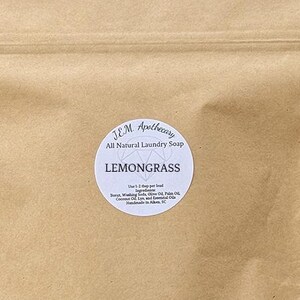 J.E.M. Apothecary
All Natural Laundry Soap
LEMONGRASS
Use 1-2 tbsp per load
Ingredients:
Borax, Washing Soda, Olive Oil, Palm Oil,
Coconut Oil, Lye, and Essential Oils
Handmade in Aiken, SC